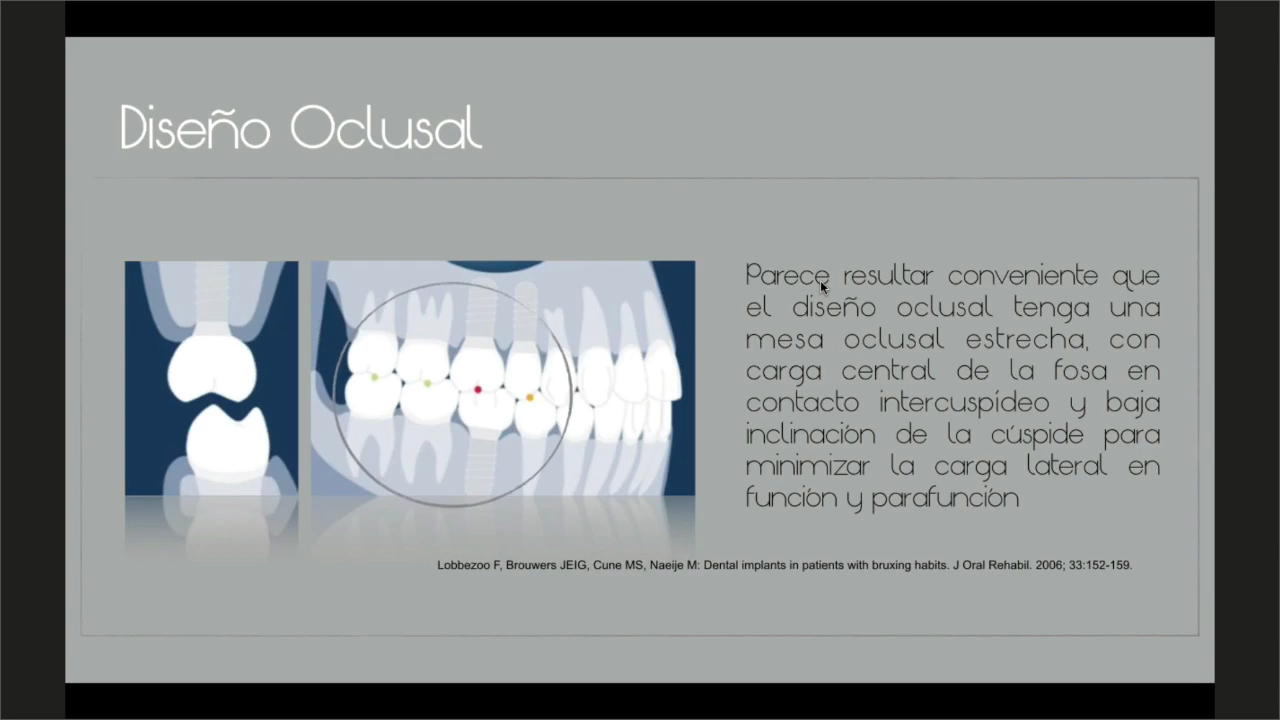 Diseño Oclusal
Parece resultar conveniente que
el diseño oclusal tenga una
mesa oclusal estrecha, con
carga central de la fosa en
contacto intercuspídeo y baja
inclinación de la cúspide para
minimizar la carga lateral en
función y parafunción
Lobbezoo F, Brouwers JEIG, Cune MS, Naeije M: Dental implants in patients with bruxing habits. J Oral Rehabil. 2006; 33:152-159.